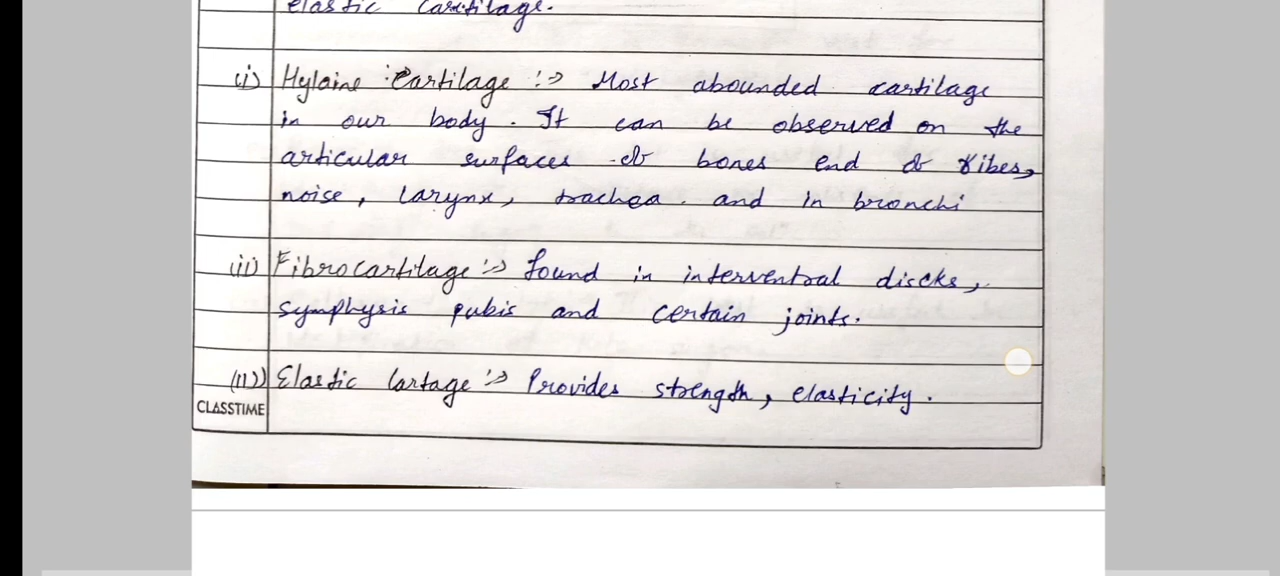 elastic cartilage.
(i) Hylaine Cartilage :→ Most abounded cartilage
in our body. It can be observed on the
articular surfaces of bones end of ribes,
noise, larynx, trachea. and in bronchi
(ii) Fibrocartilage :→ found in interventral discks,
symphysis pubis and certain joints.
(iii) Elastic Cartage :→ Provides strength, elasticity.
CLASSTIME